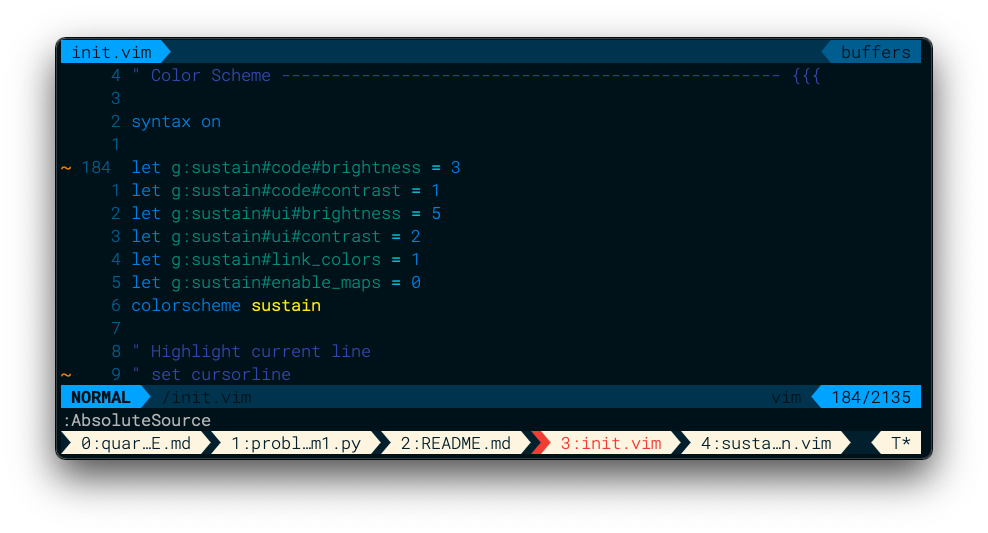 init.vim buffers
4 " Color Scheme -------------------------------------------------- {{{
3
2 syntax on
1
~ 184 let g:sustain#code#brightness = 3
1 let g:sustain#code#contrast = 1
2 let g:sustain#ui#brightness = 5
3 let g:sustain#ui#contrast = 2
4 let g:sustain#link_colors = 1
5 let g:sustain#enable_maps = 0
6 colorscheme sustain
7
8 " Highlight current line
~ 9 " set cursorline
NORMAL /init.vim vim 184/2135
:AbsoluteSource
0:quar…E.md 1:probl…m1.py 2:README.md 3:init.vim 4:susta…n.vim T*